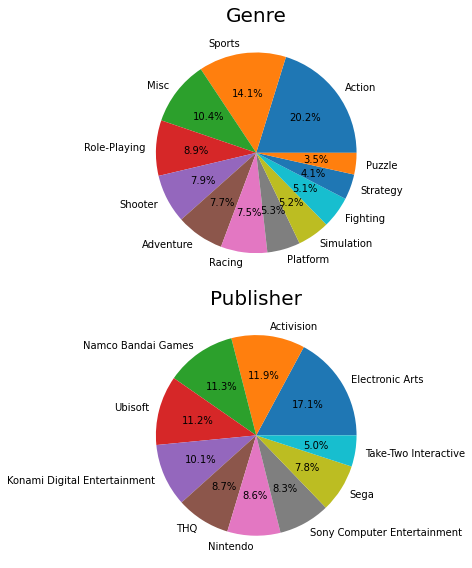 Genre
Action
20.2%
Sports
14.1%
Misc
10.4%
Role-Playing
8.9%
Shooter
7.9%
Adventure
7.7%
Racing
7.5%
Platform
5.3%
Simulation
5.2%
Fighting
5.1%
Strategy
4.1%
Puzzle
3.5%
Publisher
Electronic Arts
17.1%
Activision
11.9%
Namco Bandai Games
11.3%
Ubisoft
11.2%
Konami Digital Entertainment
10.1%
THQ
8.7%
Nintendo
8.6%
Sony Computer Entertainment
8.3%
Sega
7.8%
Take-Two Interactive
5.0%